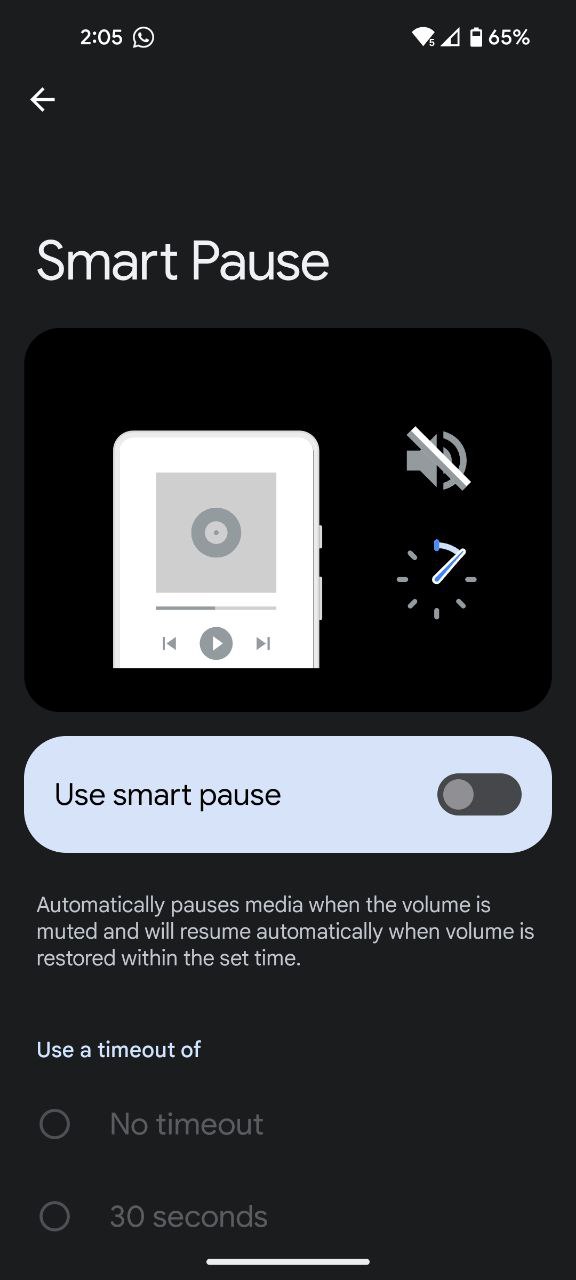 2:05
65%
Smart Pause
Use smart pause
Automatically pauses media when the volume is
muted and will resume automatically when volume is
restored within the set time.
Use a timeout of
No timeout
30 seconds